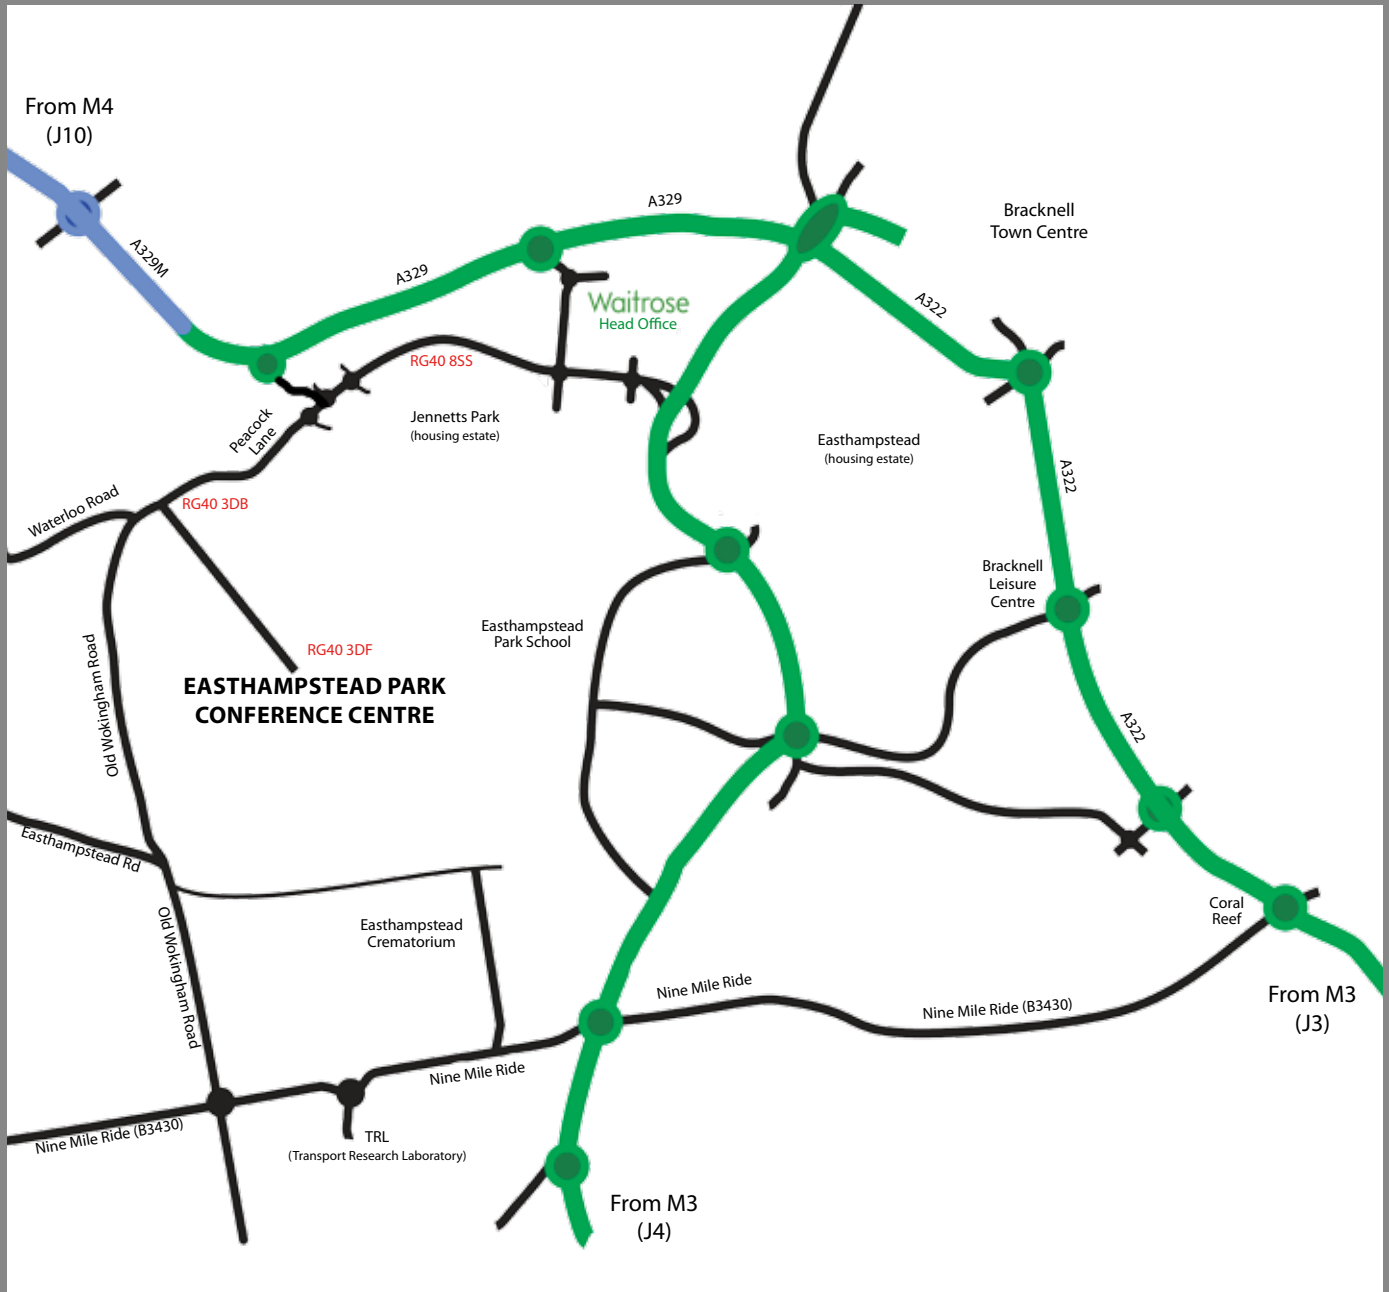 From M4
(J10)
A329M
A329
A329
Bracknell
Town Centre
Waitrose
Head Office
A322
RG40 8SS
Peacock
Lane
Jennetts Park
(housing estate)
Easthampstead
(housing estate)
A322
Waterloo Road
RG40 3DB
Bracknell
Leisure
Centre
Easthampstead
Park School
Old Wokingham Road
RG40 3DF
EASTHAMPSTEAD PARK
CONFERENCE CENTRE
A322
Easthampstead Rd
Old Wokingham Road
Easthampstead
Crematorium
Coral
Reef
Nine Mile Ride
Nine Mile Ride (B3430)
From M3
(J3)
Nine Mile Ride
Nine Mile Ride (B3430)
TRL
(Transport Research Laboratory)
From M3
(J4)